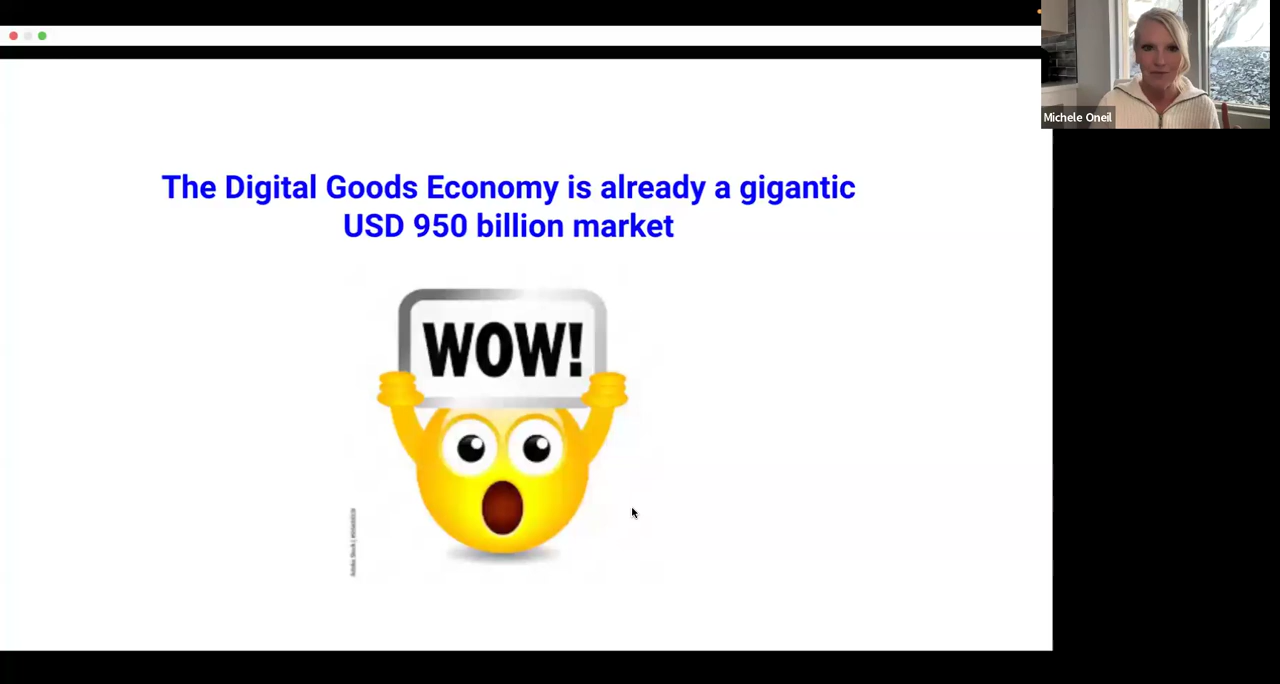 Michele Oneil
The Digital Goods Economy is already a gigantic
USD 950 billion market
WOW!